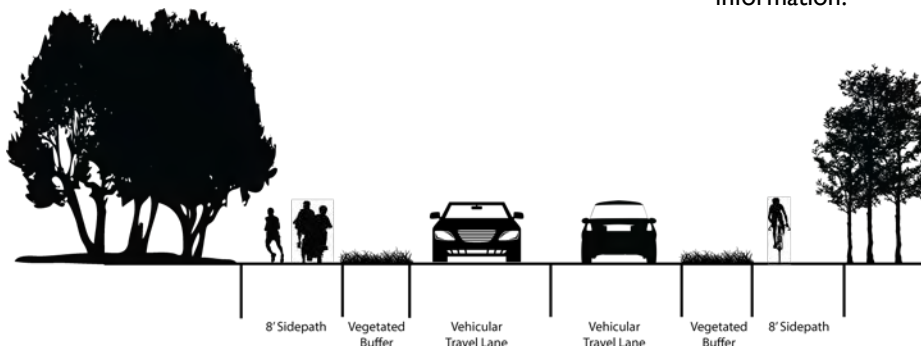 information.
8' Sidepath
Vegetated
Buffer
Vehicular
Travel Lane
Vehicular
Travel Lane
Vegetated
Buffer
8' Sidepath